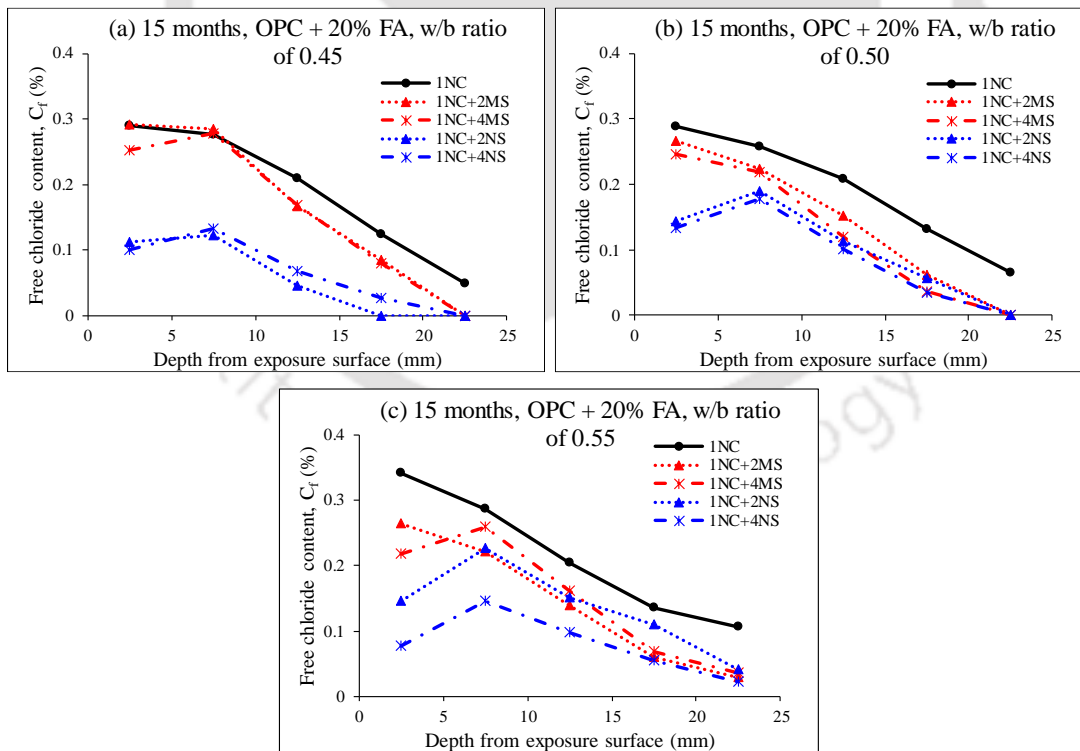 (a) 15 months, OPC + 20% FA, w/b ratio
of 0.45
0.4
0.3
0.2
0.1
0
0
5
10
15
20
25
Free chloride content, C_f (%)
Depth from exposure surface (mm)
1NC
1NC+2MS
1NC+4MS
1NC+2NS
1NC+4NS
(b) 15 months, OPC + 20% FA, w/b ratio
of 0.50
0.4
0.3
0.2
0.1
0
0
5
10
15
20
25
Free chloride content, C_f (%)
Depth from exposure surface (mm)
1NC
1NC+2MS
1NC+4MS
1NC+2NS
1NC+4NS
(c) 15 months, OPC + 20% FA, w/b ratio
of 0.55
0.4
0.3
0.2
0.1
0
0
5
10
15
20
25
Free chloride content, C_f (%)
Depth from exposure surface (mm)
1NC
1NC+2MS
1NC+4MS
1NC+2NS
1NC+4NS